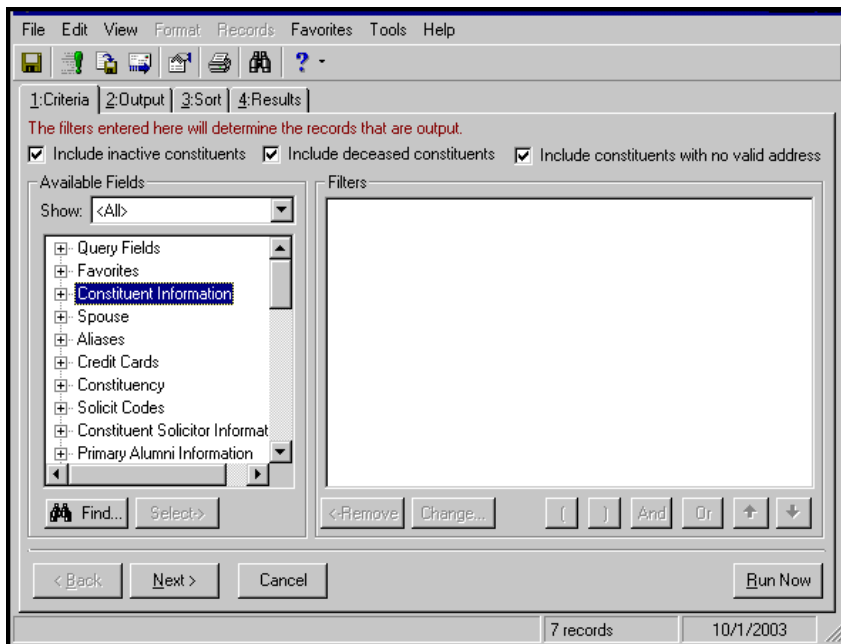 File Edit View Format Records Favorites Tools Help
?
1:Criteria 2:Output 3:Sort 4:Results
The filters entered here will determine the records that are output.
Include inactive constituents Include deceased constituents Include constituents with no valid address
Available Fields
Show: <All>
Query Fields
Favorites
Constituent Information
Spouse
Aliases
Credit Cards
Constituency
Solicit Codes
Constituent Solicitor Informat
Primary Alumni Information
Find... Select->
Filters
<-Remove Change... ( ) And Or
< Back Next > Cancel Run Now
7 records 10/1/2003